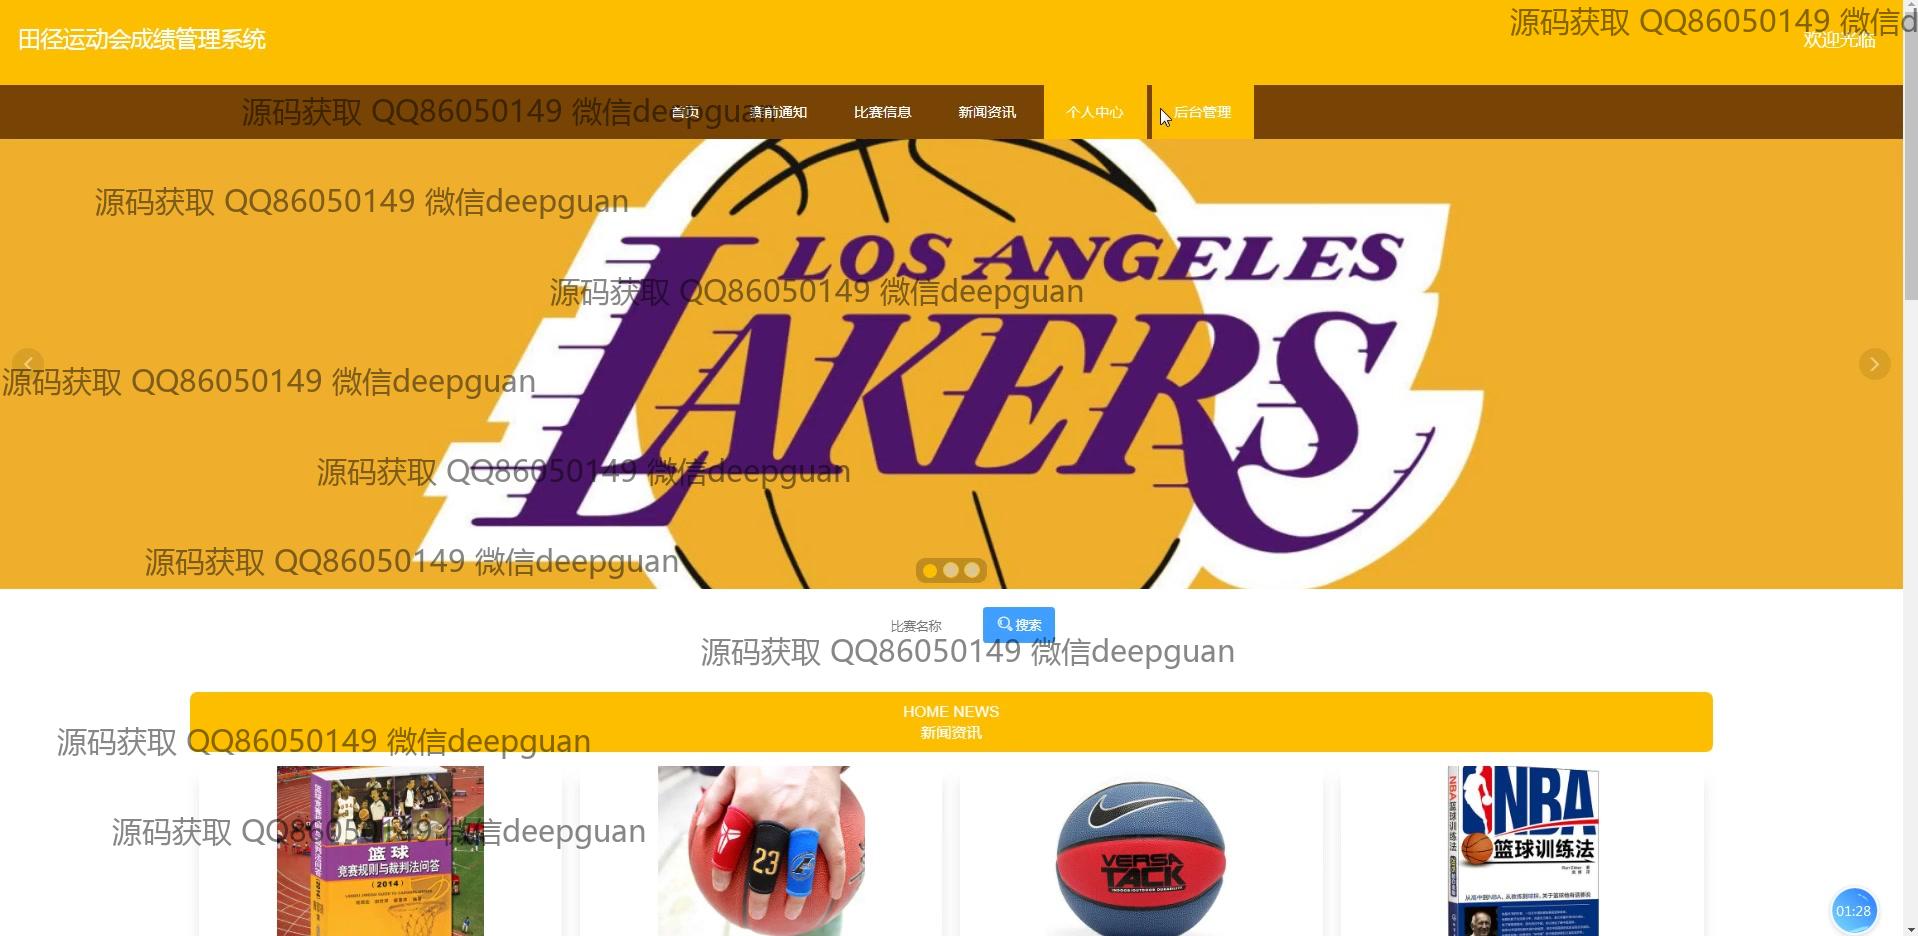 田径运动会成绩管理系统
源码获取 QQ86050149 微信d
欢迎光临
源码获取 QQ86050149 微信deepguan
首页
赛前通知
比赛信息
新闻资讯
个人中心
后台管理
源码获取 QQ86050149 微信deepguan
LOS ANGELES
源码获取 QQ86050149 微信deepguan
LAKERS
源码获取 QQ86050149 微信deepguan
源码获取 QQ86050149 微信deepguan
源码获取 QQ86050149 微信deepguan
比赛名称
搜索
源码获取 QQ86050149 微信deepguan
HOME NEWS
新闻资讯
源码获取 QQ86050149 微信deepguan
源码获取 QQ86050149 微信deepguan
篮球
竞赛规则与裁判法问答
(2014)
23
VERSA
TACK
NBA
篮球训练法
NBA篮球训练法
01:28